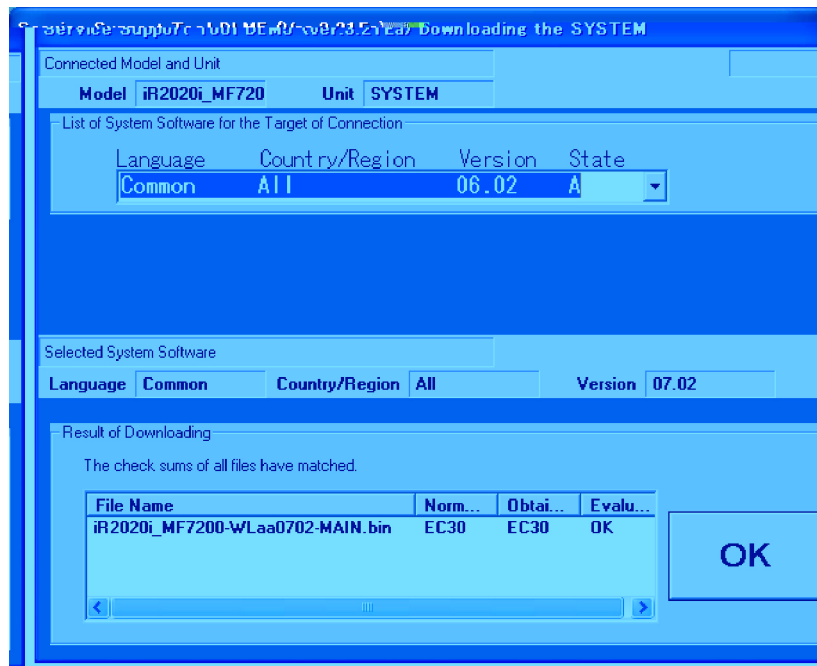 Downloading the SYSTEM
Connected Model and Unit
Model iR2020i_MF720 Unit SYSTEM
List of System Software for the Target of Connection
Language Country/Region Version State
Common All 06.02 A
Selected System Software
Language Common Country/Region All Version 07.02
Result of Downloading
The check sums of all files have matched.
File Name Norm... Obtai... Evalu...
iR2020i_MF7200-WLaa0702-MAIN.bin EC30 EC30 OK
OK